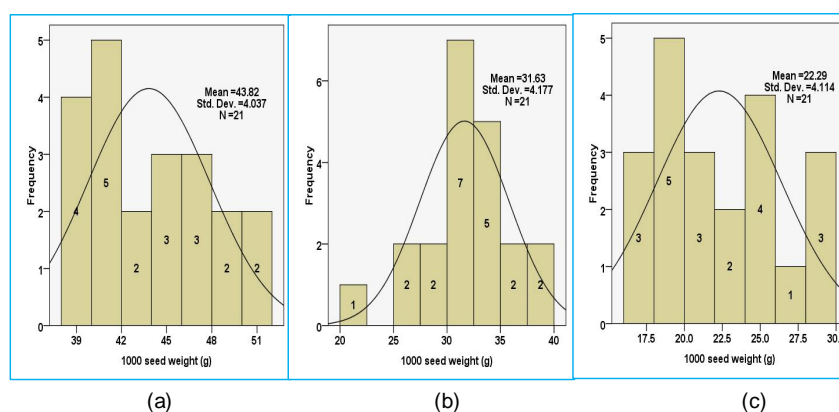 5
4
3
2
1
0
Frequency
Mean =43.82
Std. Dev. =4.037
N =21
4
5
2
3
3
2
2
39 42 45 48 51
1000 seed weight (g)
(a)
6
4
2
0
Frequency
Mean =31.63
Std. Dev. =4.177
N =21
1
2
2
7
5
2
2
20 25 30 35 40
1000 seed weight (g)
(b)
5
4
3
2
1
0
Frequency
Mean =22.29
Std. Dev. =4.114
N =21
3
5
3
2
4
1
3
17.5 20.0 22.5 25.0 27.5 30.
1000 seed weight (g)
(c)